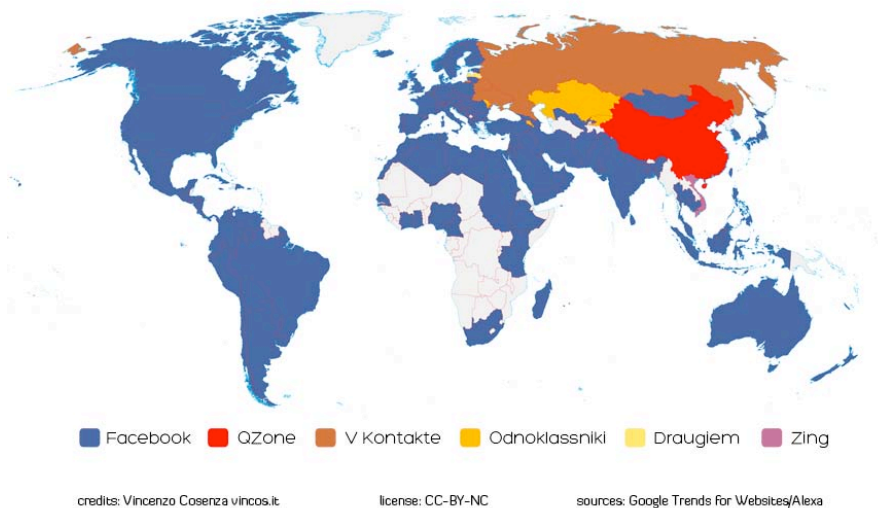 Facebook QZone V Kontakte Odnoklassniki Draugiem Zing
credits: Vincenzo Cosenza vincos.it license: CC-BY-NC sources: Google Trends for Websites/Alexa